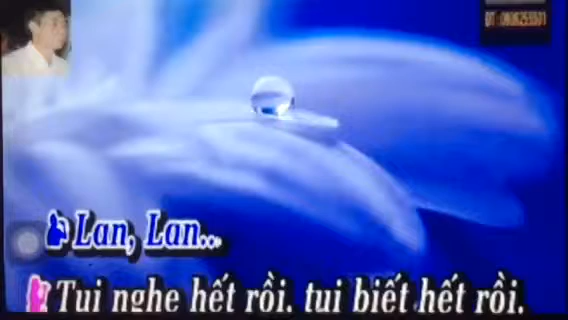 Lan, Lan...
Tui nghe hết rồi. tui biết hết rồi.